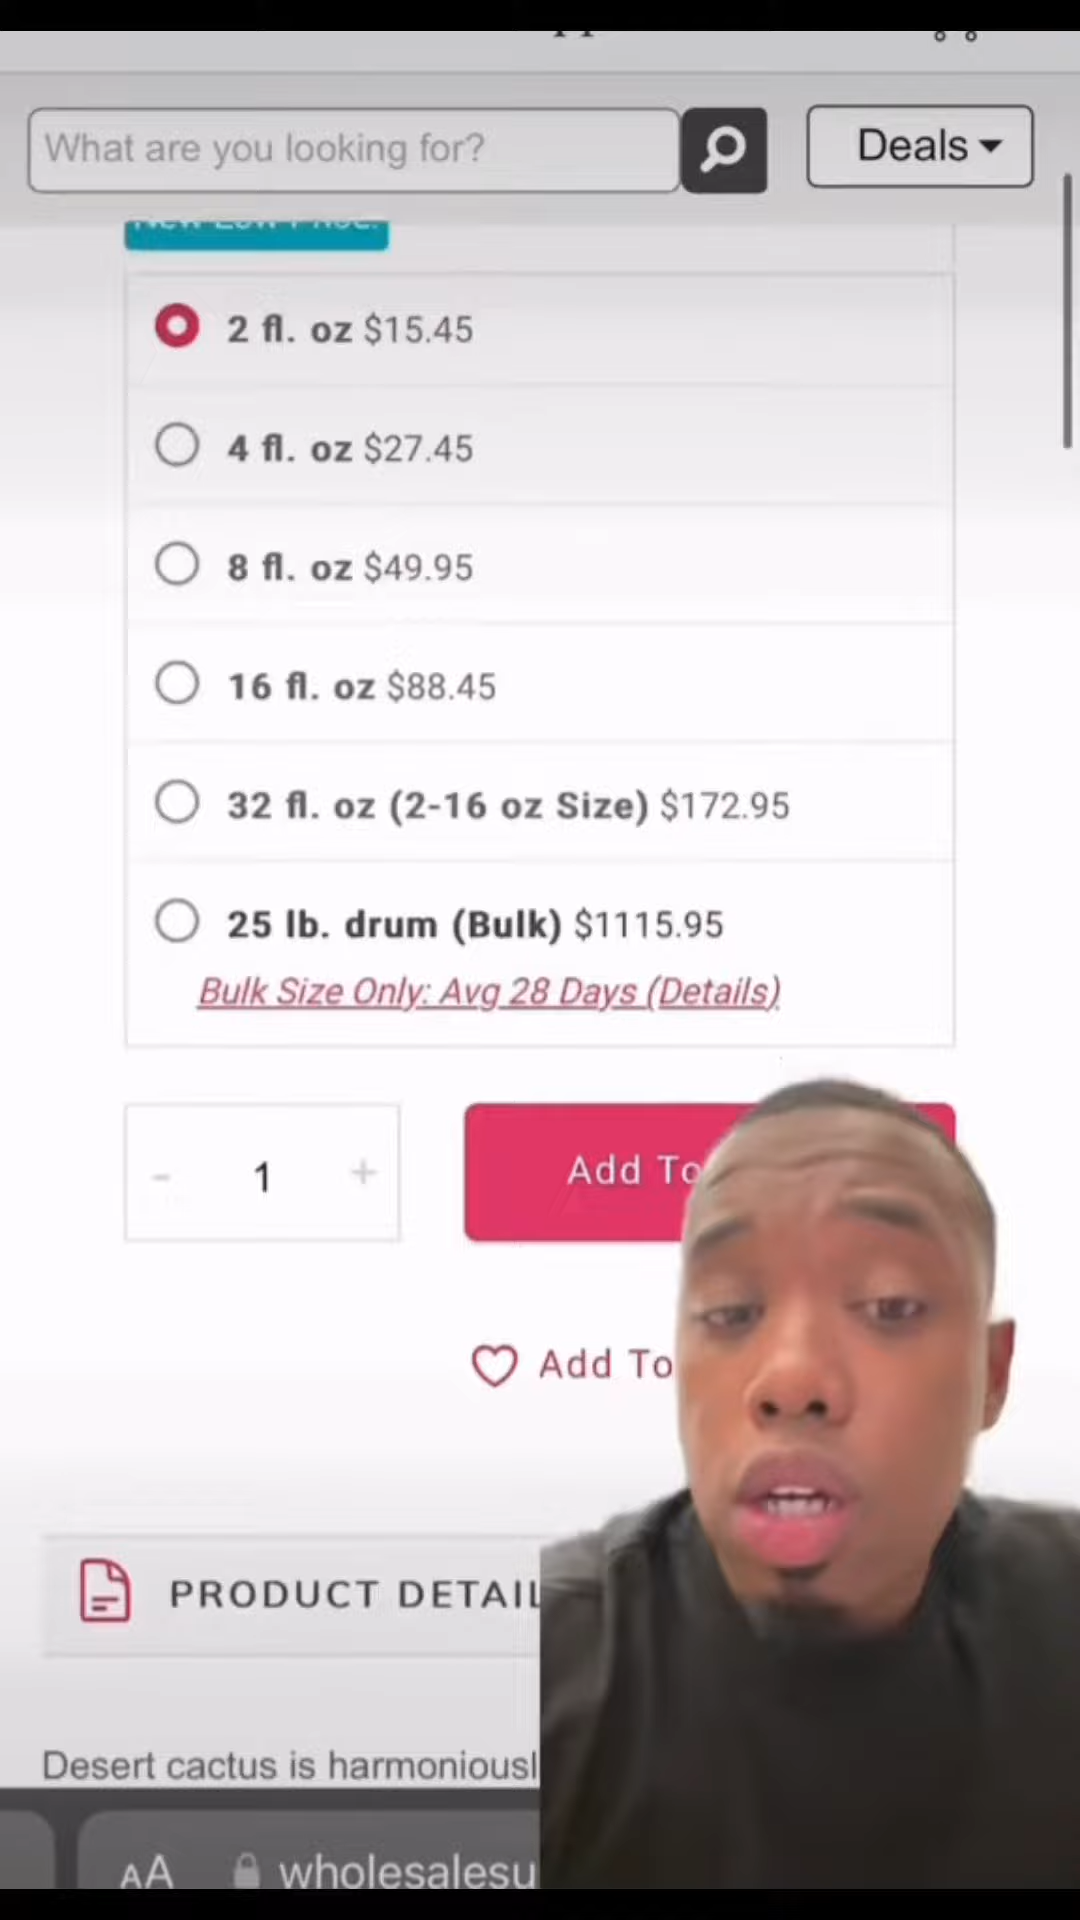 What are you looking for?
Deals
New Low Price!
2 fl. oz $15.45
4 fl. oz $27.45
8 fl. oz $49.95
16 fl. oz $88.45
32 fl. oz (2-16 oz Size) $172.95
25 lb. drum (Bulk) $1115.95
Bulk Size Only: Avg 28 Days (Details)
- 1 +
Add To
Add To
PRODUCT DETAIL
Desert cactus is harmoniousl
AA wholesalesu